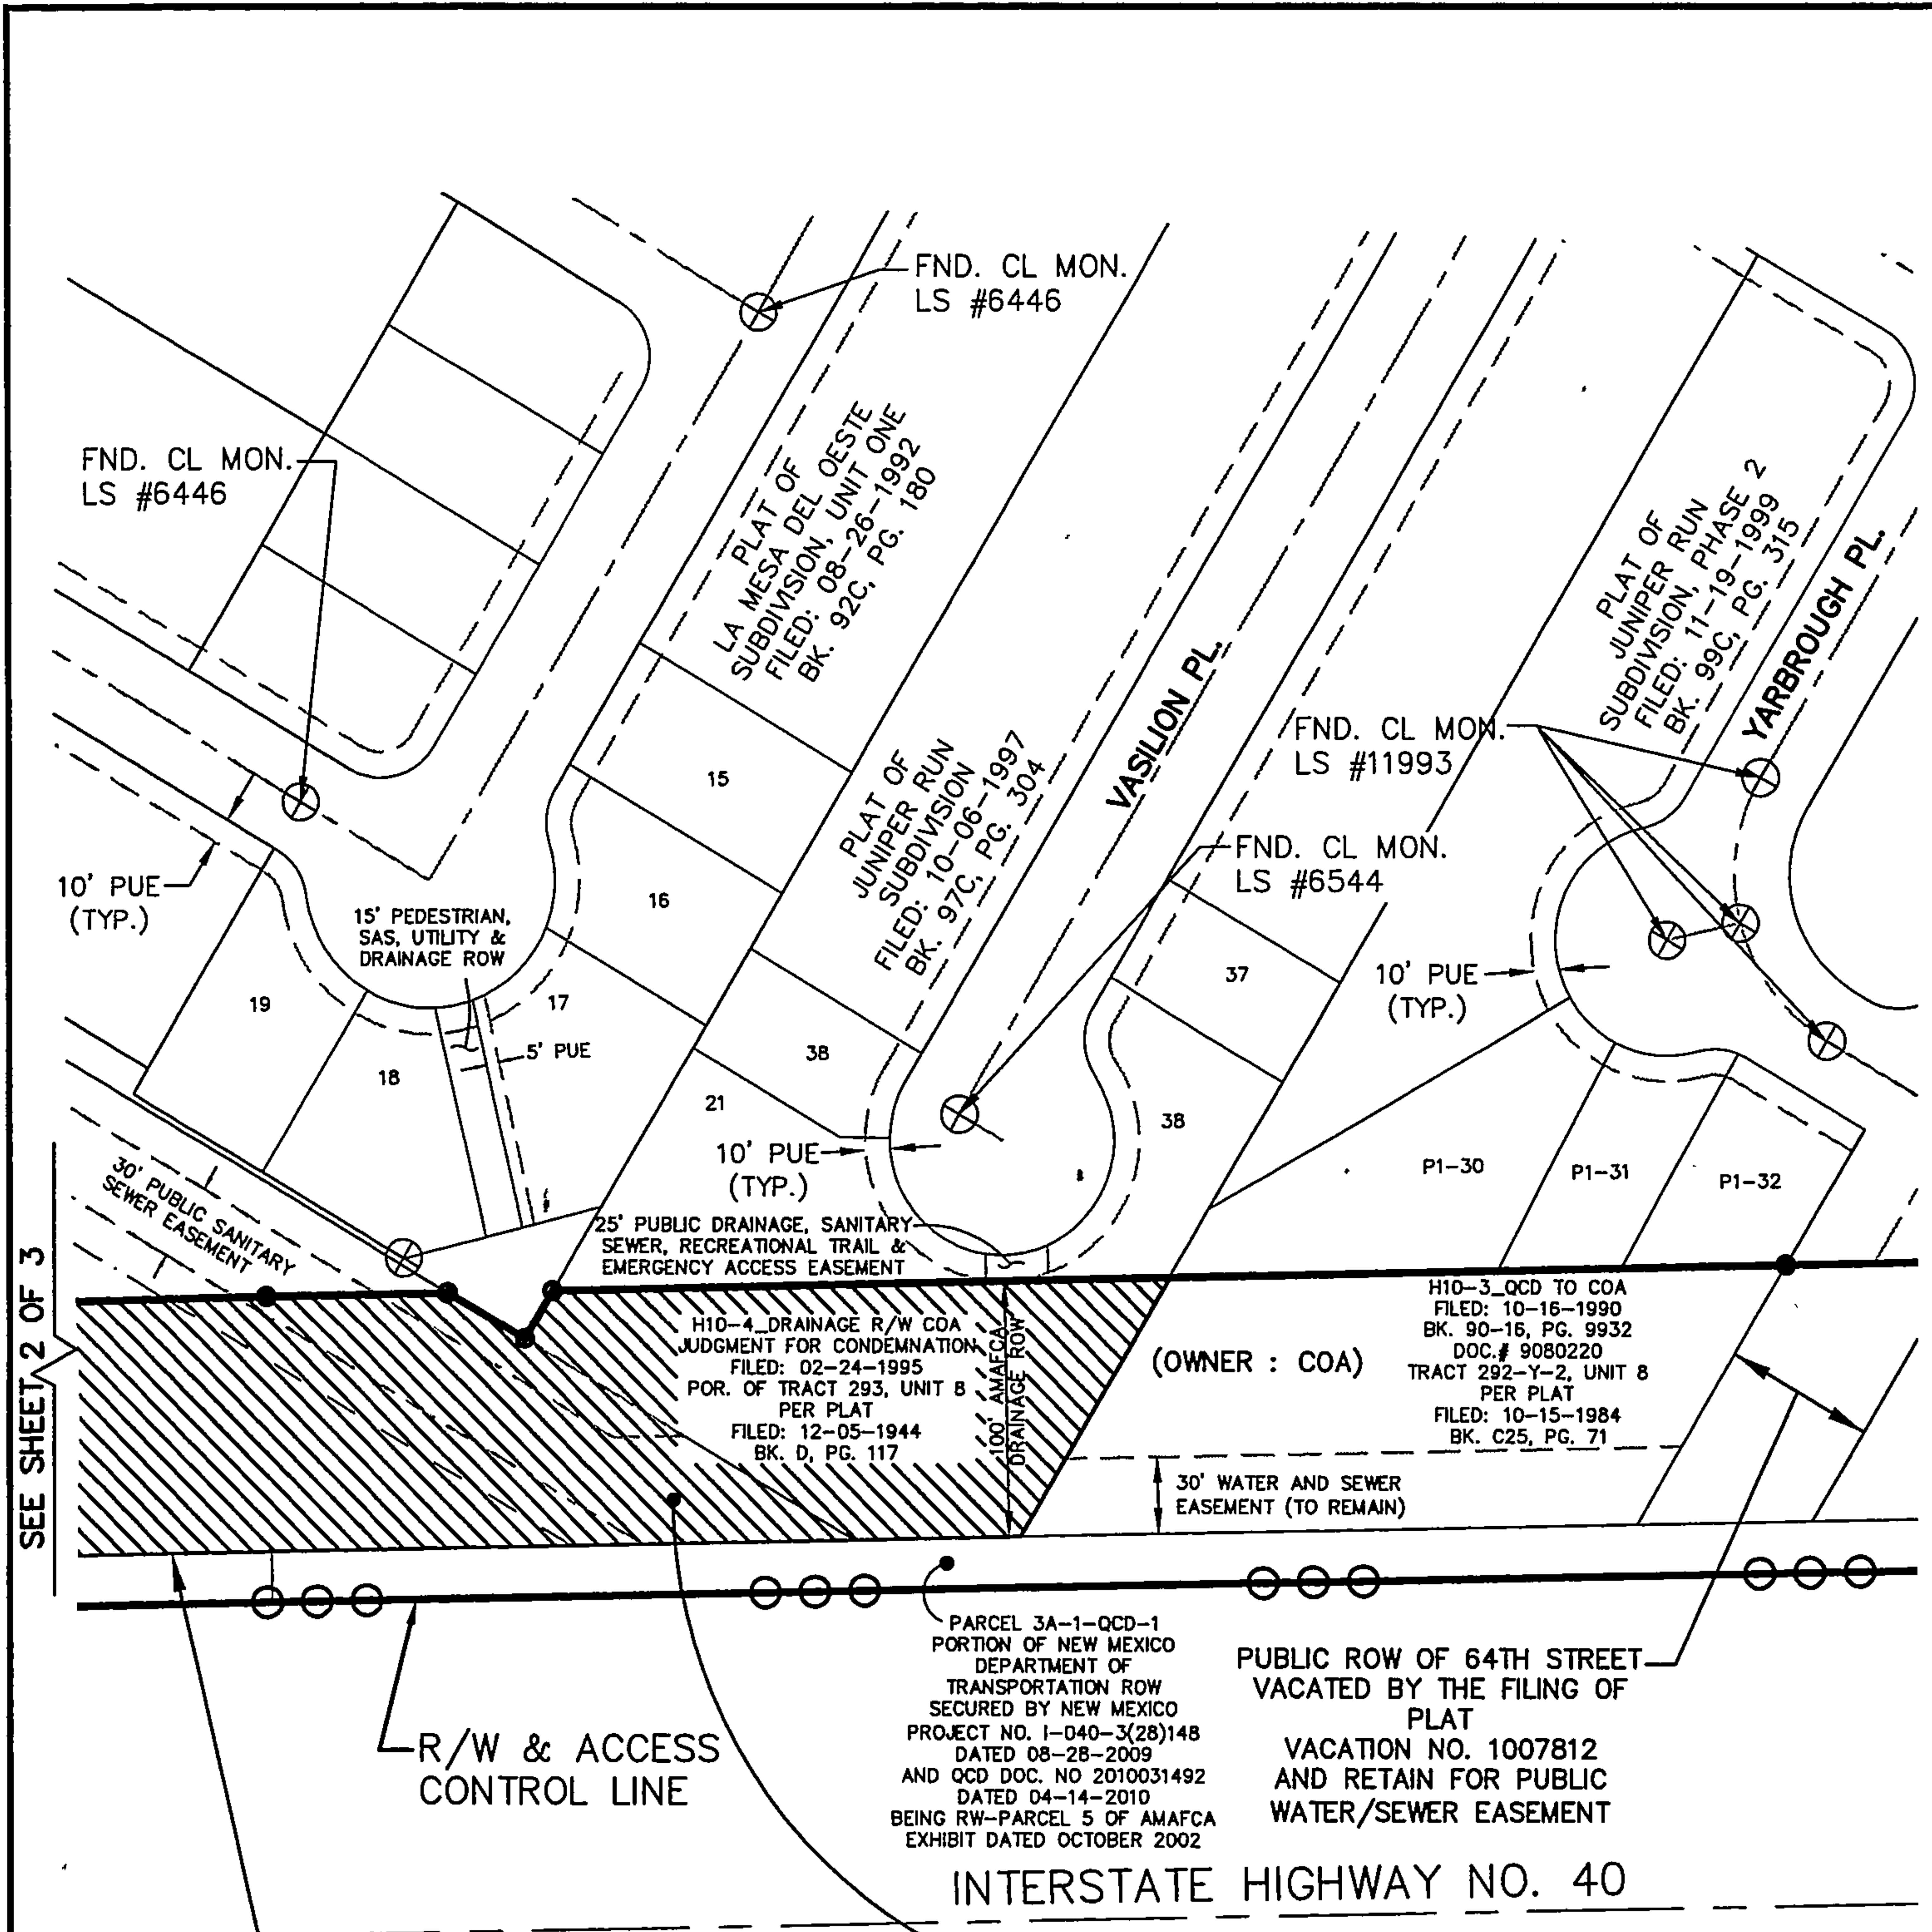 FND. CL MON.
LS #6446
FND. CL MON.
LS #6446
PLAT OF
LA MESA DEL OESTE
SUBDIVISION, UNIT ONE
FILED: 08-26-1992
BK. 92C, PG. 180
PLAT OF
JUNIPER RUN
SUBDIVISION, PHASE 2
FILED: 11-19-1999
BK. 99C, PG. 315
YARBROUGH PL.
VASILION PL.
FND. CL MON.
LS #11993
PLAT OF
JUNIPER RUN
SUBDIVISION
FILED: 10-06-1997
BK. 97C, PG. 304
FND. CL MON.
LS #6544
15
16
10' PUE
(TYP.)
15' PEDESTRIAN,
SAS, UTILITY &
DRAINAGE ROW
19
17
5' PUE
18
38
21
37
10' PUE
(TYP.)
38
10' PUE
(TYP.)
P1-30
P1-31
P1-32
30' PUBLIC SANITARY
SEWER EASEMENT
25' PUBLIC DRAINAGE, SANITARY
SEWER, RECREATIONAL TRAIL &
EMERGENCY ACCESS EASEMENT
SEE SHEET 2 OF 3
H10-4_DRAINAGE R/W COA
JUDGMENT FOR CONDEMNATION
FILED: 02-24-1995
POR. OF TRACT 293, UNIT 8
PER PLAT
FILED: 12-05-1944
BK. D, PG. 117
100' AMAFCA
DRAINAGE ROW
(OWNER : COA)
H10-3_QCD TO COA
FILED: 10-16-1990
BK. 90-16, PG. 9932
DOC.# 9080220
TRACT 292-Y-2, UNIT 8
PER PLAT
FILED: 10-15-1984
BK. C25, PG. 71
30' WATER AND SEWER
EASEMENT (TO REMAIN)
PARCEL 3A-1-QCD-1
PORTION OF NEW MEXICO
DEPARTMENT OF
TRANSPORTATION ROW
SECURED BY NEW MEXICO
PROJECT NO. I-040-3(28)148
DATED 08-28-2009
AND QCD DOC. NO 2010031492
DATED 04-14-2010
BEING RW-PARCEL 5 OF AMAFCA
EXHIBIT DATED OCTOBER 2002
PUBLIC ROW OF 64TH STREET
VACATED BY THE FILING OF
PLAT
VACATION NO. 1007812
AND RETAIN FOR PUBLIC
WATER/SEWER EASEMENT
R/W & ACCESS
CONTROL LINE
INTERSTATE HIGHWAY NO. 40